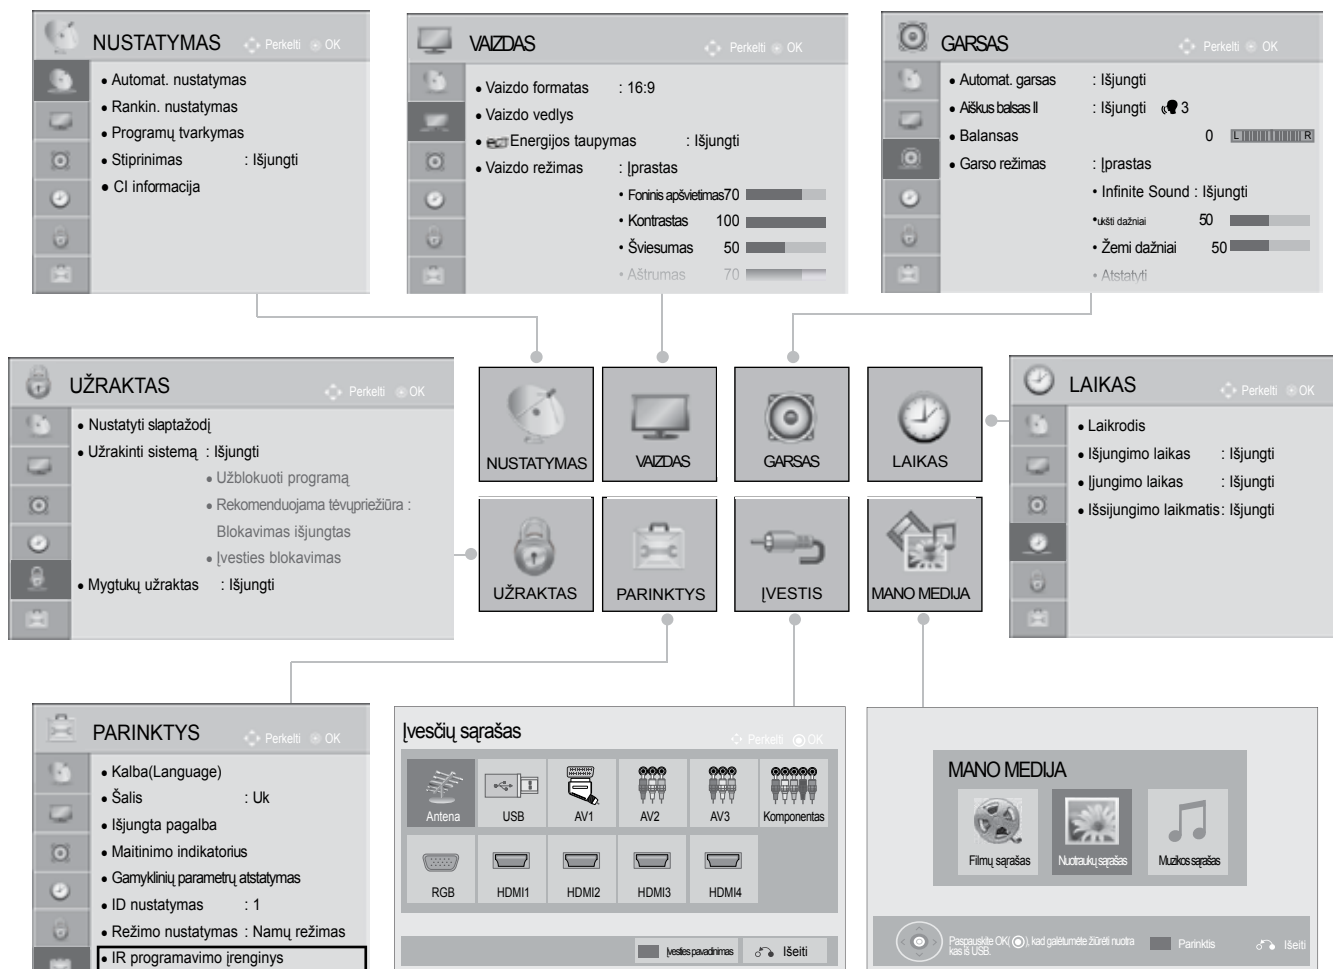 NUSTATYMAS Perkelti OK
• Automat. nustatymas
• Rankin. nustatymas
• Programų tvarkymas
• Stiprinimas : Išjungti
• CI informacija
VAIZDAS Perkelti OK
• Vaizdo formatas : 16:9
• Vaizdo vedlys
• Energijos taupymas : Išjungti
• Vaizdo režimas : Įprastas
• Foninis apšvietimas70
• Kontrastas 100
• Šviesumas 50
• Aštrumas 70
GARSAS Perkelti OK
• Automat. garsas : Išjungti
• Aiškus balsas II : Išjungti 3
• Balansas 0 L R
• Garso režimas : Įprastas
• Infinite Sound : Išjungti
•ukšti dažniai 50
• Žemi dažniai 50
• Atstatyti
UŽRAKTAS Perkelti OK
• Nustatyti slaptažodį
• Užrakinti sistemą : Išjungti
• Užblokuoti programą
• Rekomenduojama tėvųpriežiūra :
Blokavimas išjungtas
• Įvesties blokavimas
• Mygtukų užraktas : Išjungti
NUSTATYMAS
VAIZDAS
GARSAS
LAIKAS
UŽRAKTAS
PARINKTYS
ĮVESTIS
MANO MEDIJA
LAIKAS Perkelti OK
• Laikrodis
• Išjungimo laikas : Išjungti
• Įjungimo laikas : Išjungti
• Išsijungimo laikmatis : Išjungti
PARINKTYS Perkelti OK
• Kalba(Language)
• Šalis : Uk
• Išjungta pagalba
• Maitinimo indikatorius
• Gamyklinių parametrų atstatymas
• ID nustatymas : 1
• Režimo nustatymas : Namų režimas
• IR programavimo įrenginys
Įvesčių sąrašas Perkelti OK
Antena USB AV1 AV2 AV3 Komponentas
RGB HDMI1 HDMI2 HDMI3 HDMI4
Įvesties pavadinimas Išeiti
MANO MEDIJA
Filmų sąrašas Nuotraukų sąrašas Muzikos sąrašas
Paspauskite OK( ), kad galėtumėte žiūrėti nuotra
kas iš USB. Parinktis Išeiti